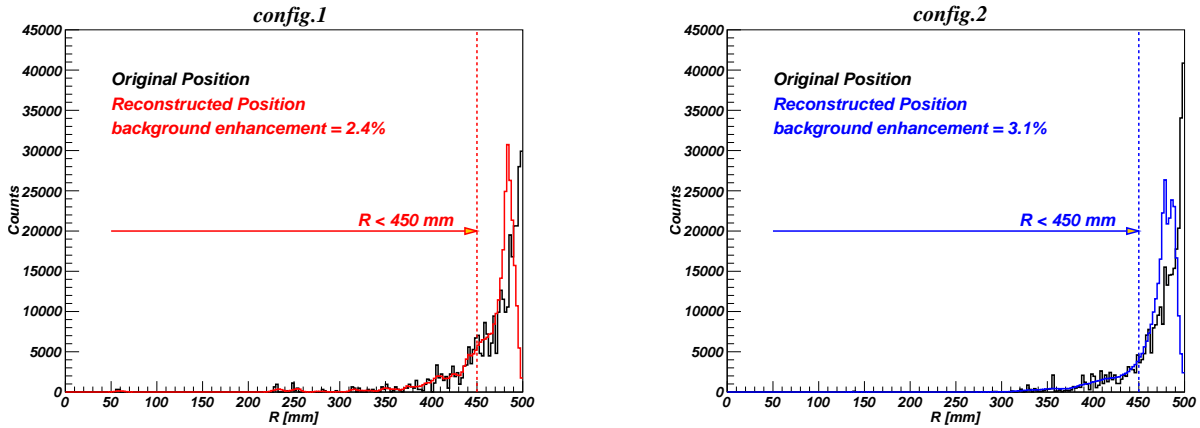 config.1
45000
40000
35000
30000
25000
20000
15000
10000
5000
0
Counts
Original Position
Reconstructed Position
background enhancement = 2.4%
R < 450 mm
0 50 100 150 200 250 300 350 400 450 500
R [mm]
config.2
45000
40000
35000
30000
25000
20000
15000
10000
5000
0
Counts
Original Position
Reconstructed Position
background enhancement = 3.1%
R < 450 mm
0 50 100 150 200 250 300 350 400 450 500
R [mm]